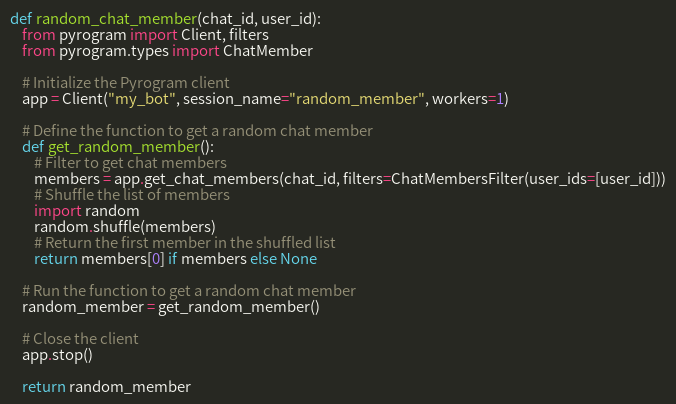 def random_chat_member(chat_id, user_id):
from pyrogram import Client, filters
from pyrogram.types import ChatMember
# Initialize the Pyrogram client
app = Client("my_bot", session_name="random_member", workers=1)
# Define the function to get a random chat member
def get_random_member():
# Filter to get chat members
members = app.get_chat_members(chat_id, filters=ChatMembersFilter(user_ids=[user_id]))
# Shuffle the list of members
import random
random.shuffle(members)
# Return the first member in the shuffled list
return members[0] if members else None
# Run the function to get a random chat member
random_member = get_random_member()
# Close the client
app.stop()
return random_member